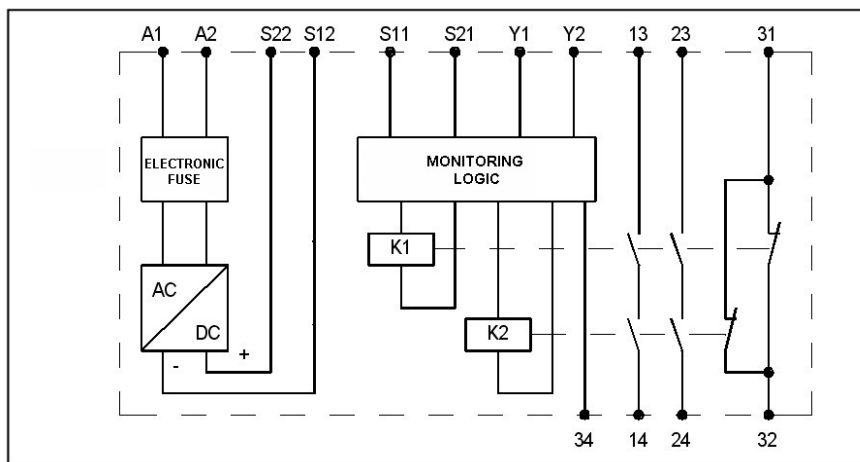 A1 A2 S22 S12 S11 S21 Y1 Y2 13 23 31
ELECTRONIC
FUSE
MONITORING
LOGIC
K1
AC
DC
K2
+
-
34 14 24 32